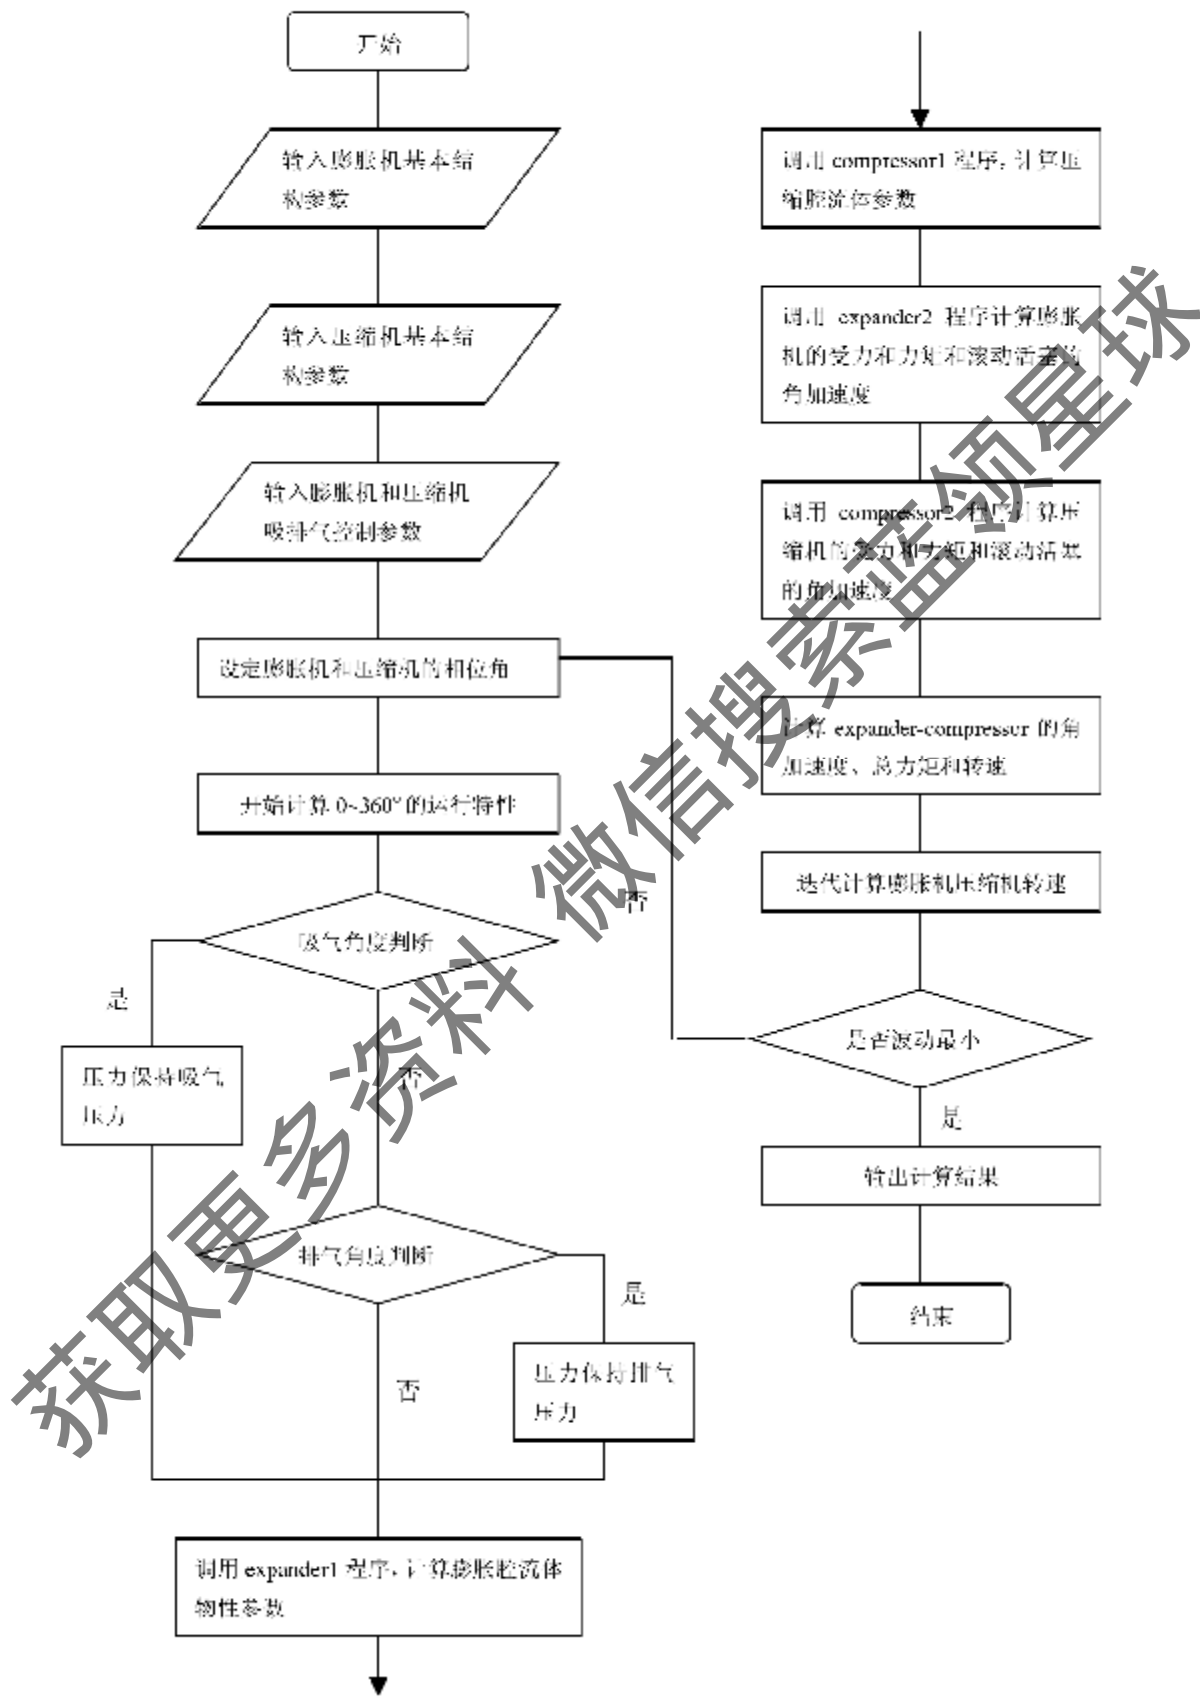 开始
输入膨胀机基本结
构参数
输入压缩机基本结
构参数
输入膨胀机和压缩机
吸排气控制参数
设定膨胀机和压缩机的相位角
开始计算 0~360°的运行特性
吸气角度判断
是
压力保持吸气
压力
否
排气角度判断
是
压力保持排气
压力
否
调用 expander1 程序，计算膨胀腔流体
物性参数
调用 compressor1 程序，计算压
缩腔流体参数
调用 expander2 程序计算膨胀
机的受力和力矩和滚动活塞的
角加速度
调用 compressor2 程序计算压
缩机的受力和力矩和滚动活塞
的角加速度
计算 expander-compressor 的角
加速度、总力矩和转速
迭代计算膨胀机压缩机转速
否
是否波动最小
是
输出计算结果
结束
获取更多资料 微信搜索蓝领星球